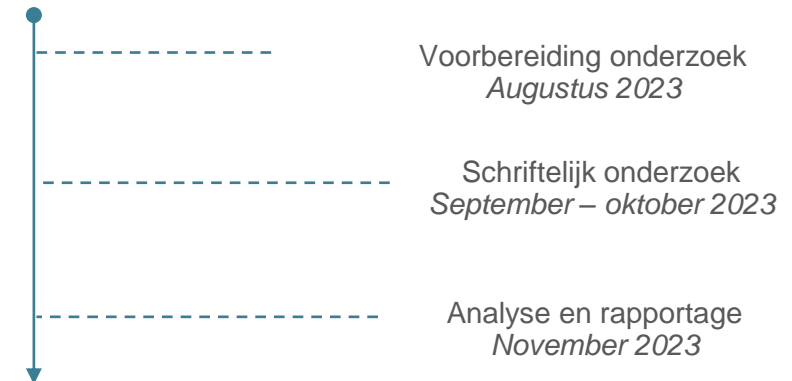 Voorbereiding onderzoek
Augustus 2023
Schriftelijk onderzoek
September – oktober 2023
Analyse en rapportage
November 2023